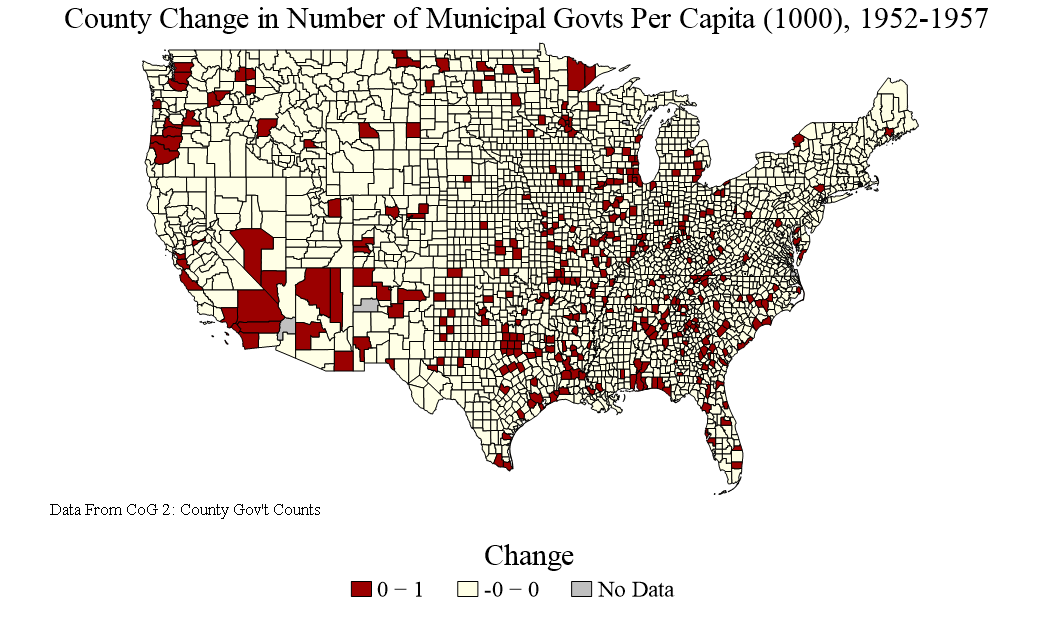 County Change in Number of Municipal Govts Per Capita (1000), 1952-1957
Data From CoG 2: County Gov't Counts
Change
0 − 1
-0 − 0
No Data